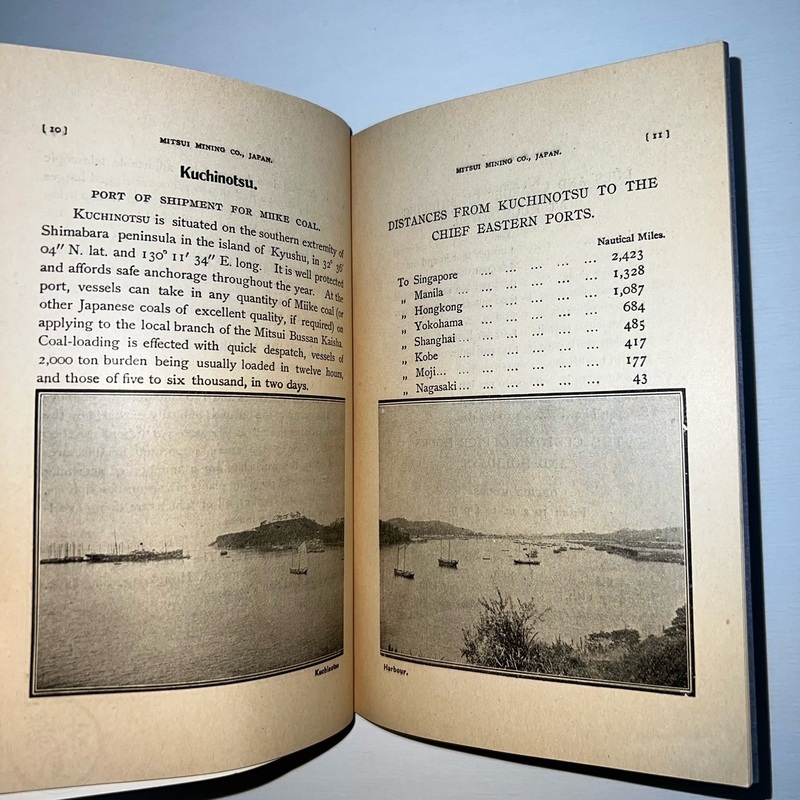 [ 10 ]
MITSUI MINING CO., JAPAN.
Kuchinotsu.
PORT OF SHIPMENT FOR MIIKE COAL.
KUCHINOTSU is situated on the southern extremity of
Shimabara peninsula in the island of Kyushu, in 32° 36'
04" N. lat. and 130° 11' 34" E. long. It is well protected
and affords safe anchorage throughout the year. At the
port, vessels can take in any quantity of Miike coal (or
other Japanese coals of excellent quality, if required) on
applying to the local branch of the Mitsui Bussan Kaisha.
Coal-loading is effected with quick despatch, vessels of
2,000 ton burden being usually loaded in twelve hours,
and those of five to six thousand, in two days.
Kuchinotsu
[ 11 ]
MITSUI MINING CO., JAPAN.
DISTANCES FROM KUCHINOTSU TO THE
CHIEF EASTERN PORTS.
Nautical Miles.
To Singapore ... ... ... ... ... 2,423
„ Manila ... ... ... ... ... 1,328
„ Hongkong ... ... ... ... ... 1,087
„ Yokohama ... ... ... ... ... 684
„ Shanghai ... ... ... ... ... 485
„ Kobe ... ... ... ... ... 417
„ Moji... ... ... ... ... ... 177
„ Nagasaki ... ... ... ... ... 43
Harbour.